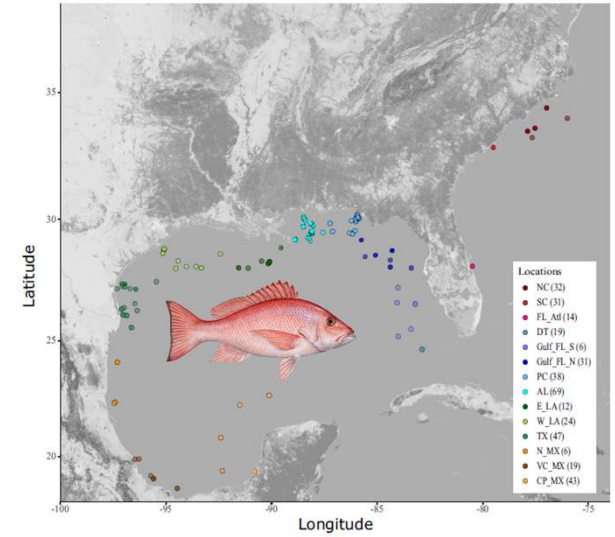 35
30
25
20
Latitude
-100
-95
-90
-85
-80
-75
Longitude
Locations
NC (32)
SC (31)
FL_Atl (14)
DT (19)
Gulf_FL_S (6)
Gulf_FL_N (31)
PC (38)
AL (69)
E_LA (12)
W_LA (24)
TX (47)
N_MX (6)
VC_MX (19)
CP_MX (43)